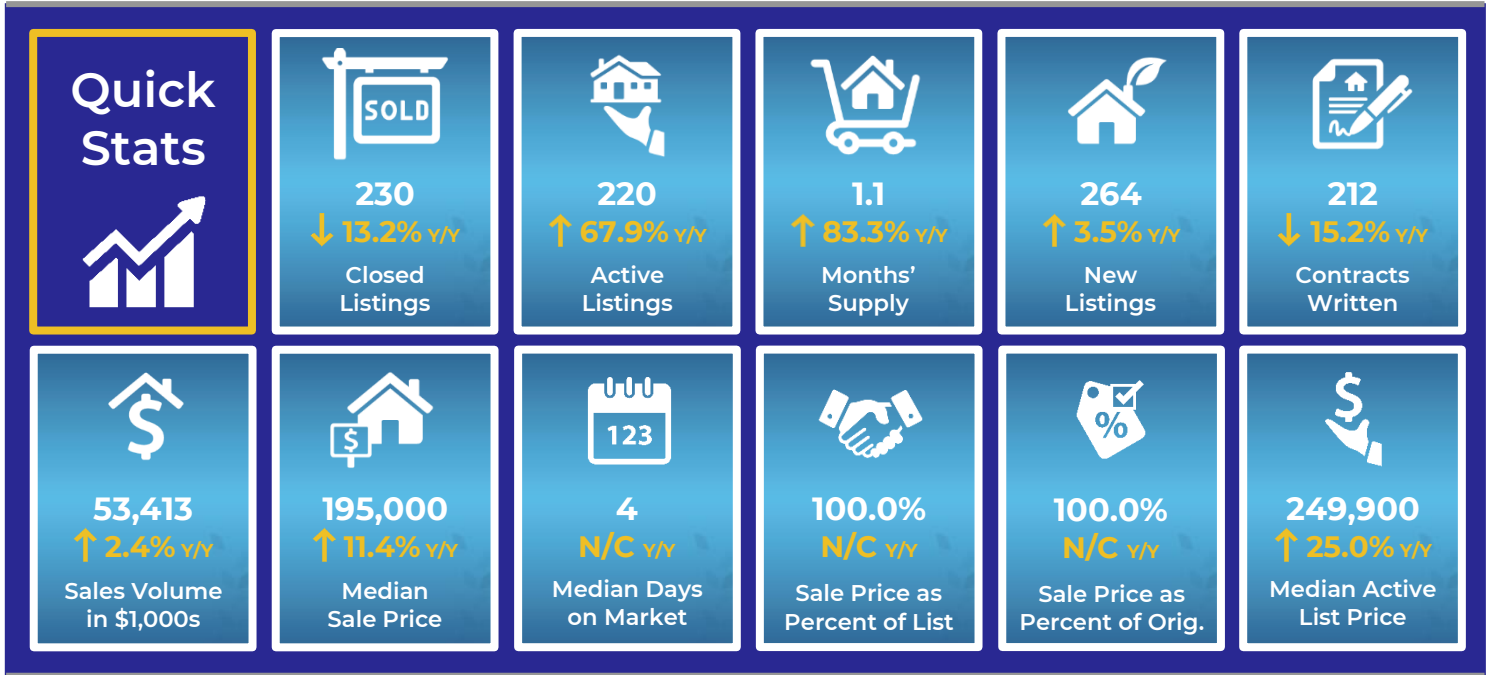 Quick
Stats
SOLD
230
↓ 13.2% Y/Y
Closed
Listings
220
↑ 67.9% Y/Y
Active
Listings
1.1
↑ 83.3% Y/Y
Months’
Supply
264
↑ 3.5% Y/Y
New
Listings
212
↓ 15.2% Y/Y
Contracts
Written
$
53,413
↑ 2.4% Y/Y
Sales Volume
in $1,000s
$
195,000
↑ 11.4% Y/Y
Median
Sale Price
123
4
N/C Y/Y
Median Days
on Market
100.0%
N/C Y/Y
Sale Price as
Percent of List
%
100.0%
N/C Y/Y
Sale Price as
Percent of Orig.
$
249,900
↑ 25.0% Y/Y
Median Active
List Price